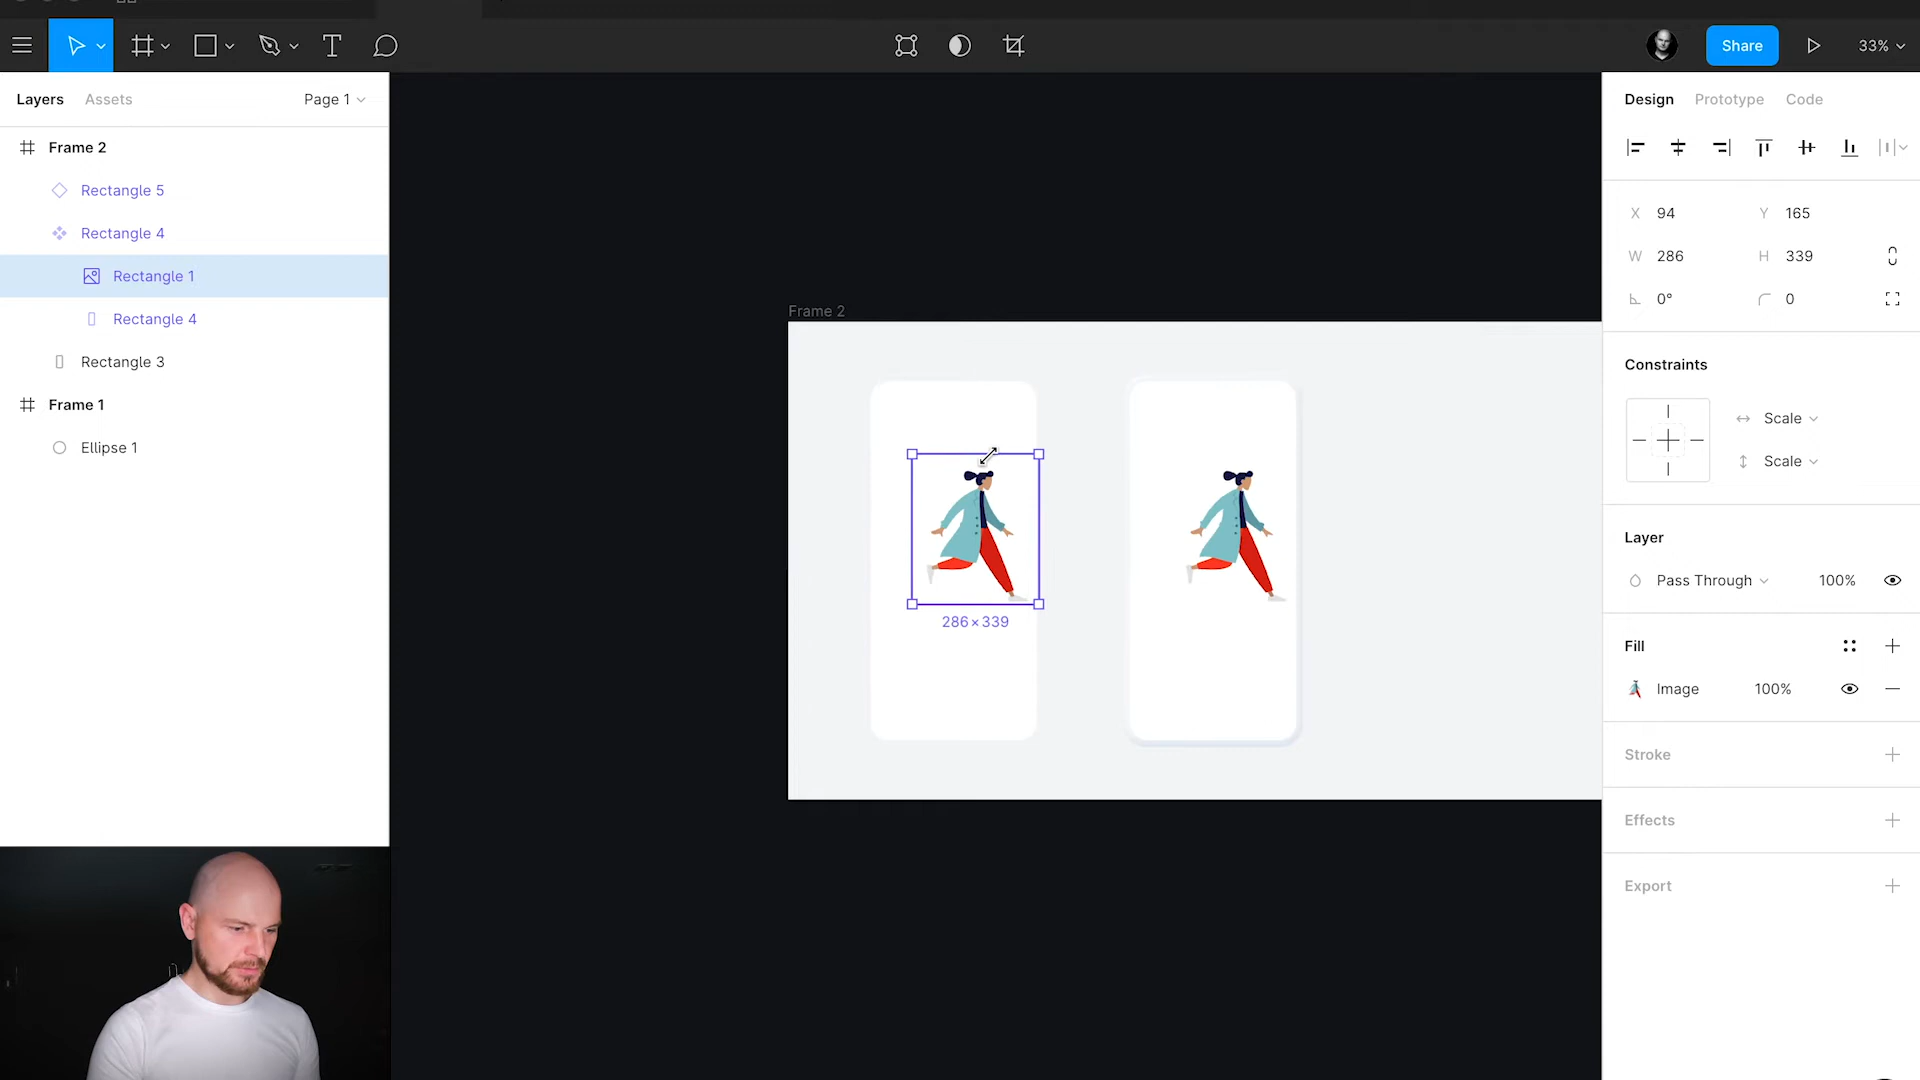 Share
33%
Layers Assets Page 1
Frame 2
Rectangle 5
Rectangle 4
Rectangle 1
Rectangle 4
Rectangle 3
Frame 1
Ellipse 1
Frame 2
286 × 339
Design Prototype Code
X 94 Y 165
W 286 H 339
0° 0
Constraints
Scale
Scale
Layer
Pass Through 100%
Fill
Image 100%
Stroke
Effects
Export